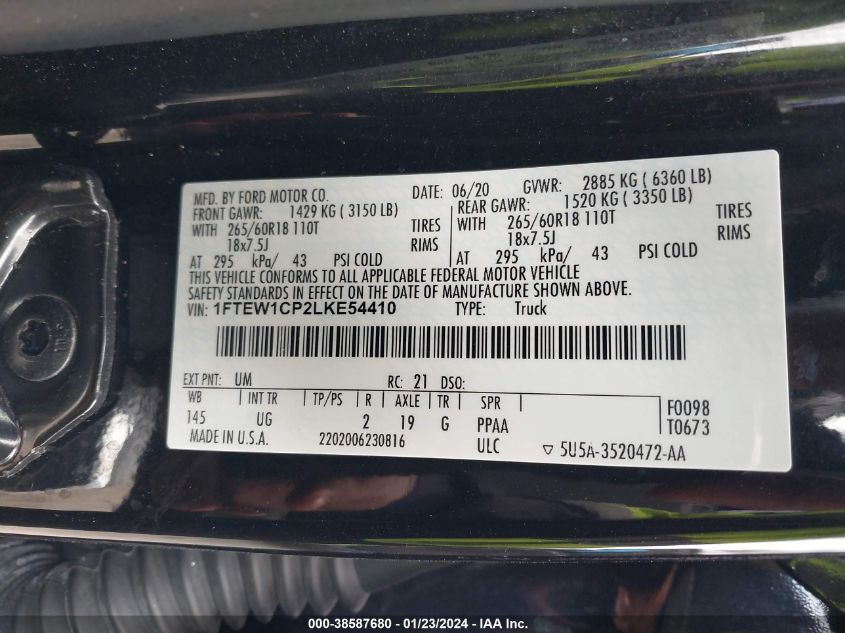 MFD. BY FORD MOTOR CO. DATE: 06/20 GVWR: 2885 KG ( 6360 LB)
FRONT GAWR: 1429 KG ( 3150 LB) REAR GAWR: 1520 KG ( 3350 LB)
WITH 265/60R18 110T TIRES WITH 265/60R18 110T TIRES
18x7.5J RIMS 18x7.5J RIMS
AT 295 kPa/ 43 PSI COLD AT 295 kPa/ 43 PSI COLD
THIS VEHICLE CONFORMS TO ALL APPLICABLE FEDERAL MOTOR VEHICLE
SAFETY STANDARDS IN EFFECT ON THE DATE OF MANUFACTURE SHOWN ABOVE.
VIN: 1FTEW1CP2LKE54410 TYPE: Truck
EXT PNT: UM RC: 21 DSO:
WB INT TR TP/PS R AXLE TR SPR F0098
145 UG 2 19 G PPAA T0673
MADE IN U.S.A. 2202006230816 ULC ▽ 5U5A-3520472-AA
000-38587680 - 01/23/2024 - IAA Inc.